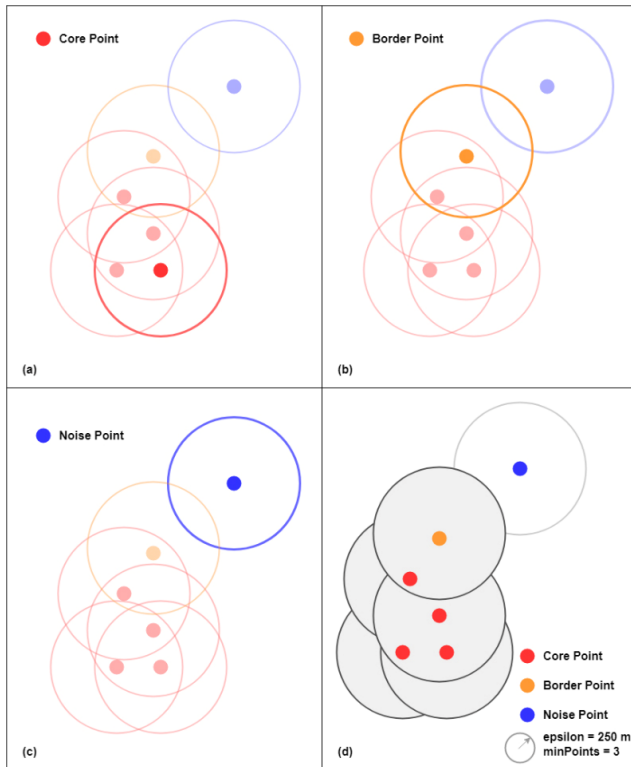 Core Point
(a)
Border Point
(b)
Noise Point
(c)
Core Point
Border Point
Noise Point
epsilon = 250 m
minPoints = 3
(d)